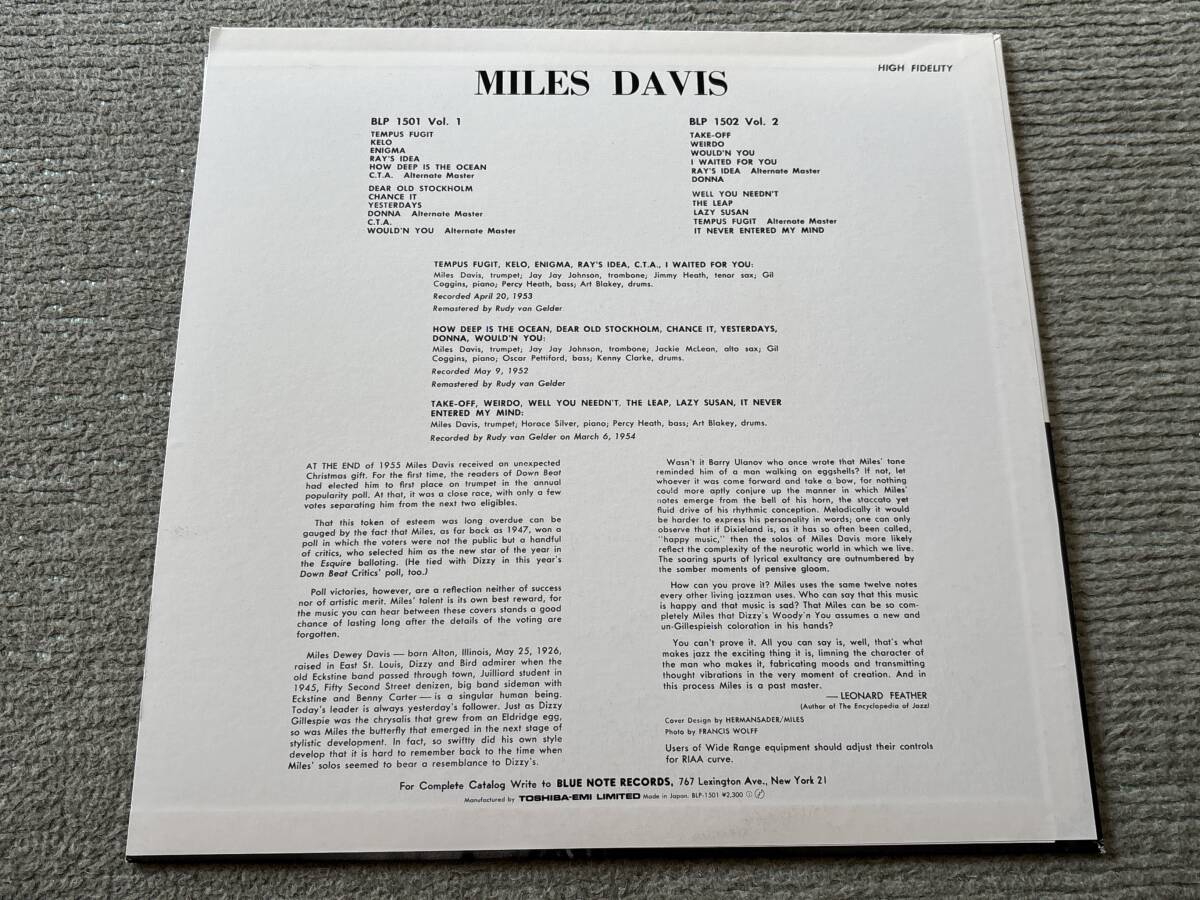 HIGH FIDELITY
MILES DAVIS
BLP 1501 Vol. 1
TEMPUS FUGIT
KELO
ENIGMA
RAY'S IDEA
HOW DEEP IS THE OCEAN
C.T.A. Alternate Master
DEAR OLD STOCKHOLM
CHANCE IT
YESTERDAYS
DONNA Alternate Master
C.T.A.
WOULD'N YOU Alternate Master
BLP 1502 Vol. 2
TAKE-OFF
WEIRDO
WOULD'N YOU
I WAITED FOR YOU
RAY'S IDEA Alternate Master
DONNA
WELL YOU NEEDN'T
THE LEAP
LAZY SUSAN
TEMPUS FUGIT Alternate Master
IT NEVER ENTERED MY MIND
TEMPUS FUGIT, KELO, ENIGMA, RAY'S IDEA, C.T.A., I WAITED FOR YOU:
Miles Davis, trumpet; Jay Jay Johnson, trombone; Jimmy Heath, tenor sax; Gil
Coggins, piano; Percy Heath, bass; Art Blakey, drums.
Recorded April 20, 1953
Remastered by Rudy van Gelder
HOW DEEP IS THE OCEAN, DEAR OLD STOCKHOLM, CHANCE IT, YESTERDAYS,
DONNA, WOULD'N YOU:
Miles Davis, trumpet; Jay Jay Johnson, trombone; Jackie McLean, alto sax; Gil
Coggins, piano; Oscar Pettiford, bass; Kenny Clarke, drums.
Recorded May 9, 1952
Remastered by Rudy van Gelder
TAKE-OFF, WEIRDO, WELL YOU NEEDN'T, THE LEAP, LAZY SUSAN, IT NEVER
ENTERED MY MIND:
Miles Davis, trumpet; Horace Silver, piano; Percy Heath, bass; Art Blakey, drums.
Recorded by Rudy van Gelder on March 6, 1954
AT THE END of 1955 Miles Davis received an unexpected
Christmas gift. For the first time, the readers of Down Beat
had elected him to first place on trumpet in the annual
popularity poll. At that, it was a close race, with only a few
votes separating him from the next two eligibles.
That this token of esteem was long overdue can be
gauged by the fact that Miles, as far back as 1947, won a
poll in which the voters were not the public but a handful
of critics, who selected him as the new star of the year in
the Esquire balloting. (He tied with Dizzy in this year's
Down Beat Critics' poll, too.)
Poll victories, however, are a reflection neither of success
nor of artistic merit. Miles' talent is its own best reward, for
the music you can hear between these covers stands a good
chance of lasting long after the details of the voting are
forgotten.
Miles Dewey Davis — born Alton, Illinois, May 25, 1926,
raised in East St. Louis, Dizzy and Bird admirer when the
old Eckstine band passed through town, Juilliard student in
1945, Fifty Second Street denizen, big band sideman with
Eckstine and Benny Carter — is a singular human being.
Today's leader is always yesterday's follower. Just as Dizzy
Gillespie was the chrysalis that grew from an Eldridge egg,
so was Miles the butterfly that emerged in the next stage of
stylistic development. In fact, so swiftly did his own style
develop that it is hard to remember back to the time when
Miles' solos seemed to bear a resemblance to Dizzy's.
Wasn't it Barry Ulanov who once wrote that Miles' tone
reminded him of a man walking on eggshells? If not, let
whoever it was come forward and take a bow, for nothing
could more aptly conjure up the manner in which Miles'
notes emerge from the bell of his horn, the staccato yet
fluid drive of his rhythmic conception. Melodically it would
be harder to express his personality in words; one can only
observe that if Dixieland is, as it has so often been called,
"happy music," then the solos of Miles Davis more likely
reflect the complexity of the neurotic world in which we live.
The soaring spurts of lyrical exultancy are outnumbered by
the somber moments of pensive gloom.
How can you prove it? Miles uses the same twelve notes
every other living jazzman uses. Who can say that this music
is happy and that music is sad? That Miles can be so com-
pletely Miles that Dizzy's Woody'n You assumes a new and
un-Gillespieish coloration in his hands?
You can't prove it. All you can say is, well, that's what
makes jazz the exciting thing it is, limning the character of
the man who makes it, fabricating moods and transmitting
thought vibrations in the very moment of creation. And in
this process Miles is a past master.
— LEONARD FEATHER
(Author of The Encyclopedia of Jazz)
Cover Design by HERMANSADER/MILES
Photo by FRANCIS WOLFF
Users of Wide Range equipment should adjust their controls
for RIAA curve.
For Complete Catalog Write to BLUE NOTE RECORDS, 767 Lexington Ave., New York 21
Manufactured by TOSHIBA-EMI LIMITED Made in Japan. BLP-1501 ¥2,300